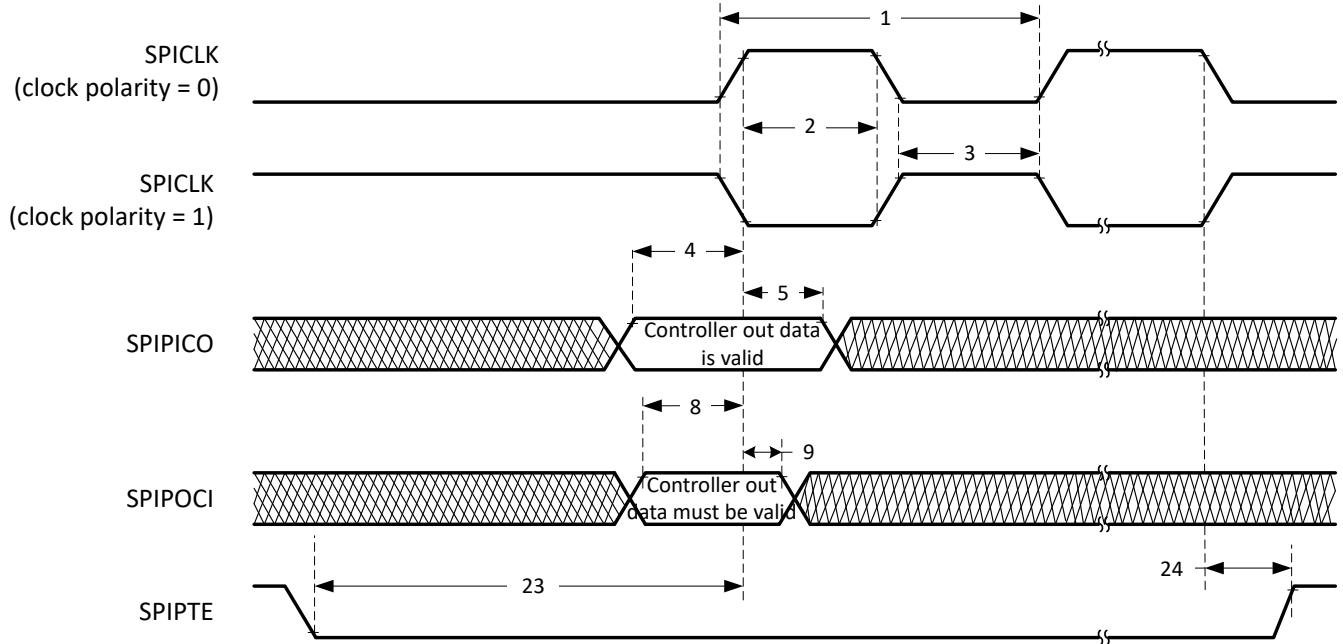 1
SPICLK
(clock polarity = 0)
2
3
SPICLK
(clock polarity = 1)
4
5
SPIPICO
Controller out data
is valid
8
9
SPIPOCI
Controller out
data must be valid
23
24
SPIPTE